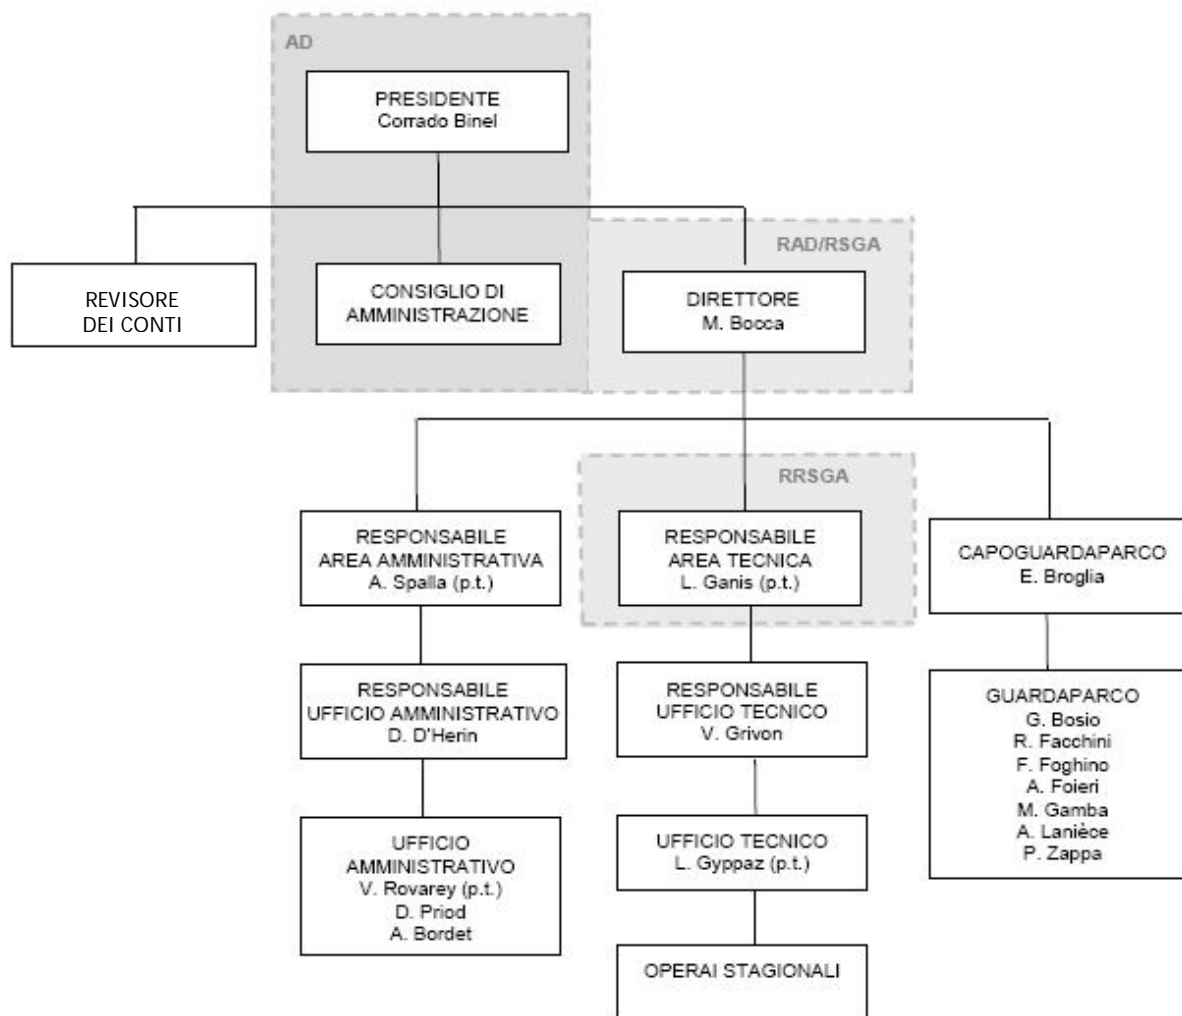 AD
PRESIDENTE
Corrado Binel
RAD/RSGA
REVISORE
DEI CONTI
CONSIGLIO DI
AMMINISTRAZIONE
DIRETTORE
M. Bocca
RRSGA
RESPONSABILE
AREA AMMINISTRATIVA
A. Spalla (p.t.)
RESPONSABILE
AREA TECNICA
L. Ganis (p.t.)
CAPOGUARDAPARCO
E. Broglia
RESPONSABILE
UFFICIO AMMINISTRATIVO
D. D'Herin
RESPONSABILE
UFFICIO TECNICO
V. Grivon
GUARDAPARCO
G. Bosio
R. Facchini
F. Foghino
A. Foieri
M. Gamba
A. Lanièce
P. Zappa
UFFICIO
AMMINISTRATIVO
V. Rovarey (p.t.)
D. Priod
A. Bordet
UFFICIO TECNICO
L. Gyppaz (p.t.)
OPERAI STAGIONALI